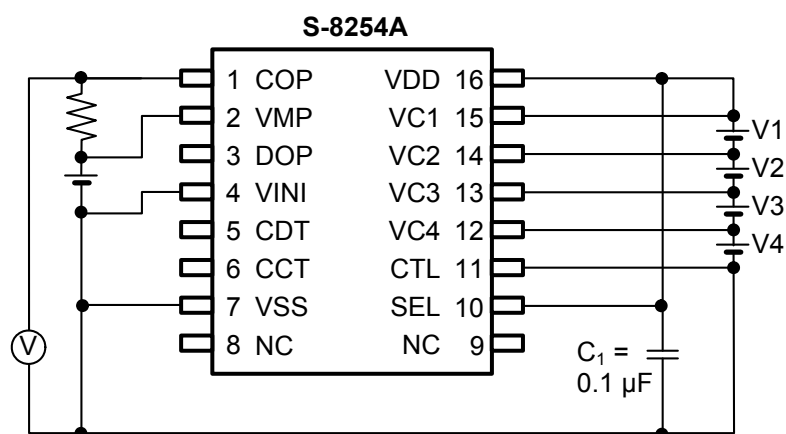 S-8254A
1 COP VDD 16
2 VMP VC1 15
3 DOP VC2 14
4 VINI VC3 13
5 CDT VC4 12
6 CCT CTL 11
7 VSS SEL 10
8 NC NC 9
V1
V2
V3
V4
V
C₁ =
0.1 µF